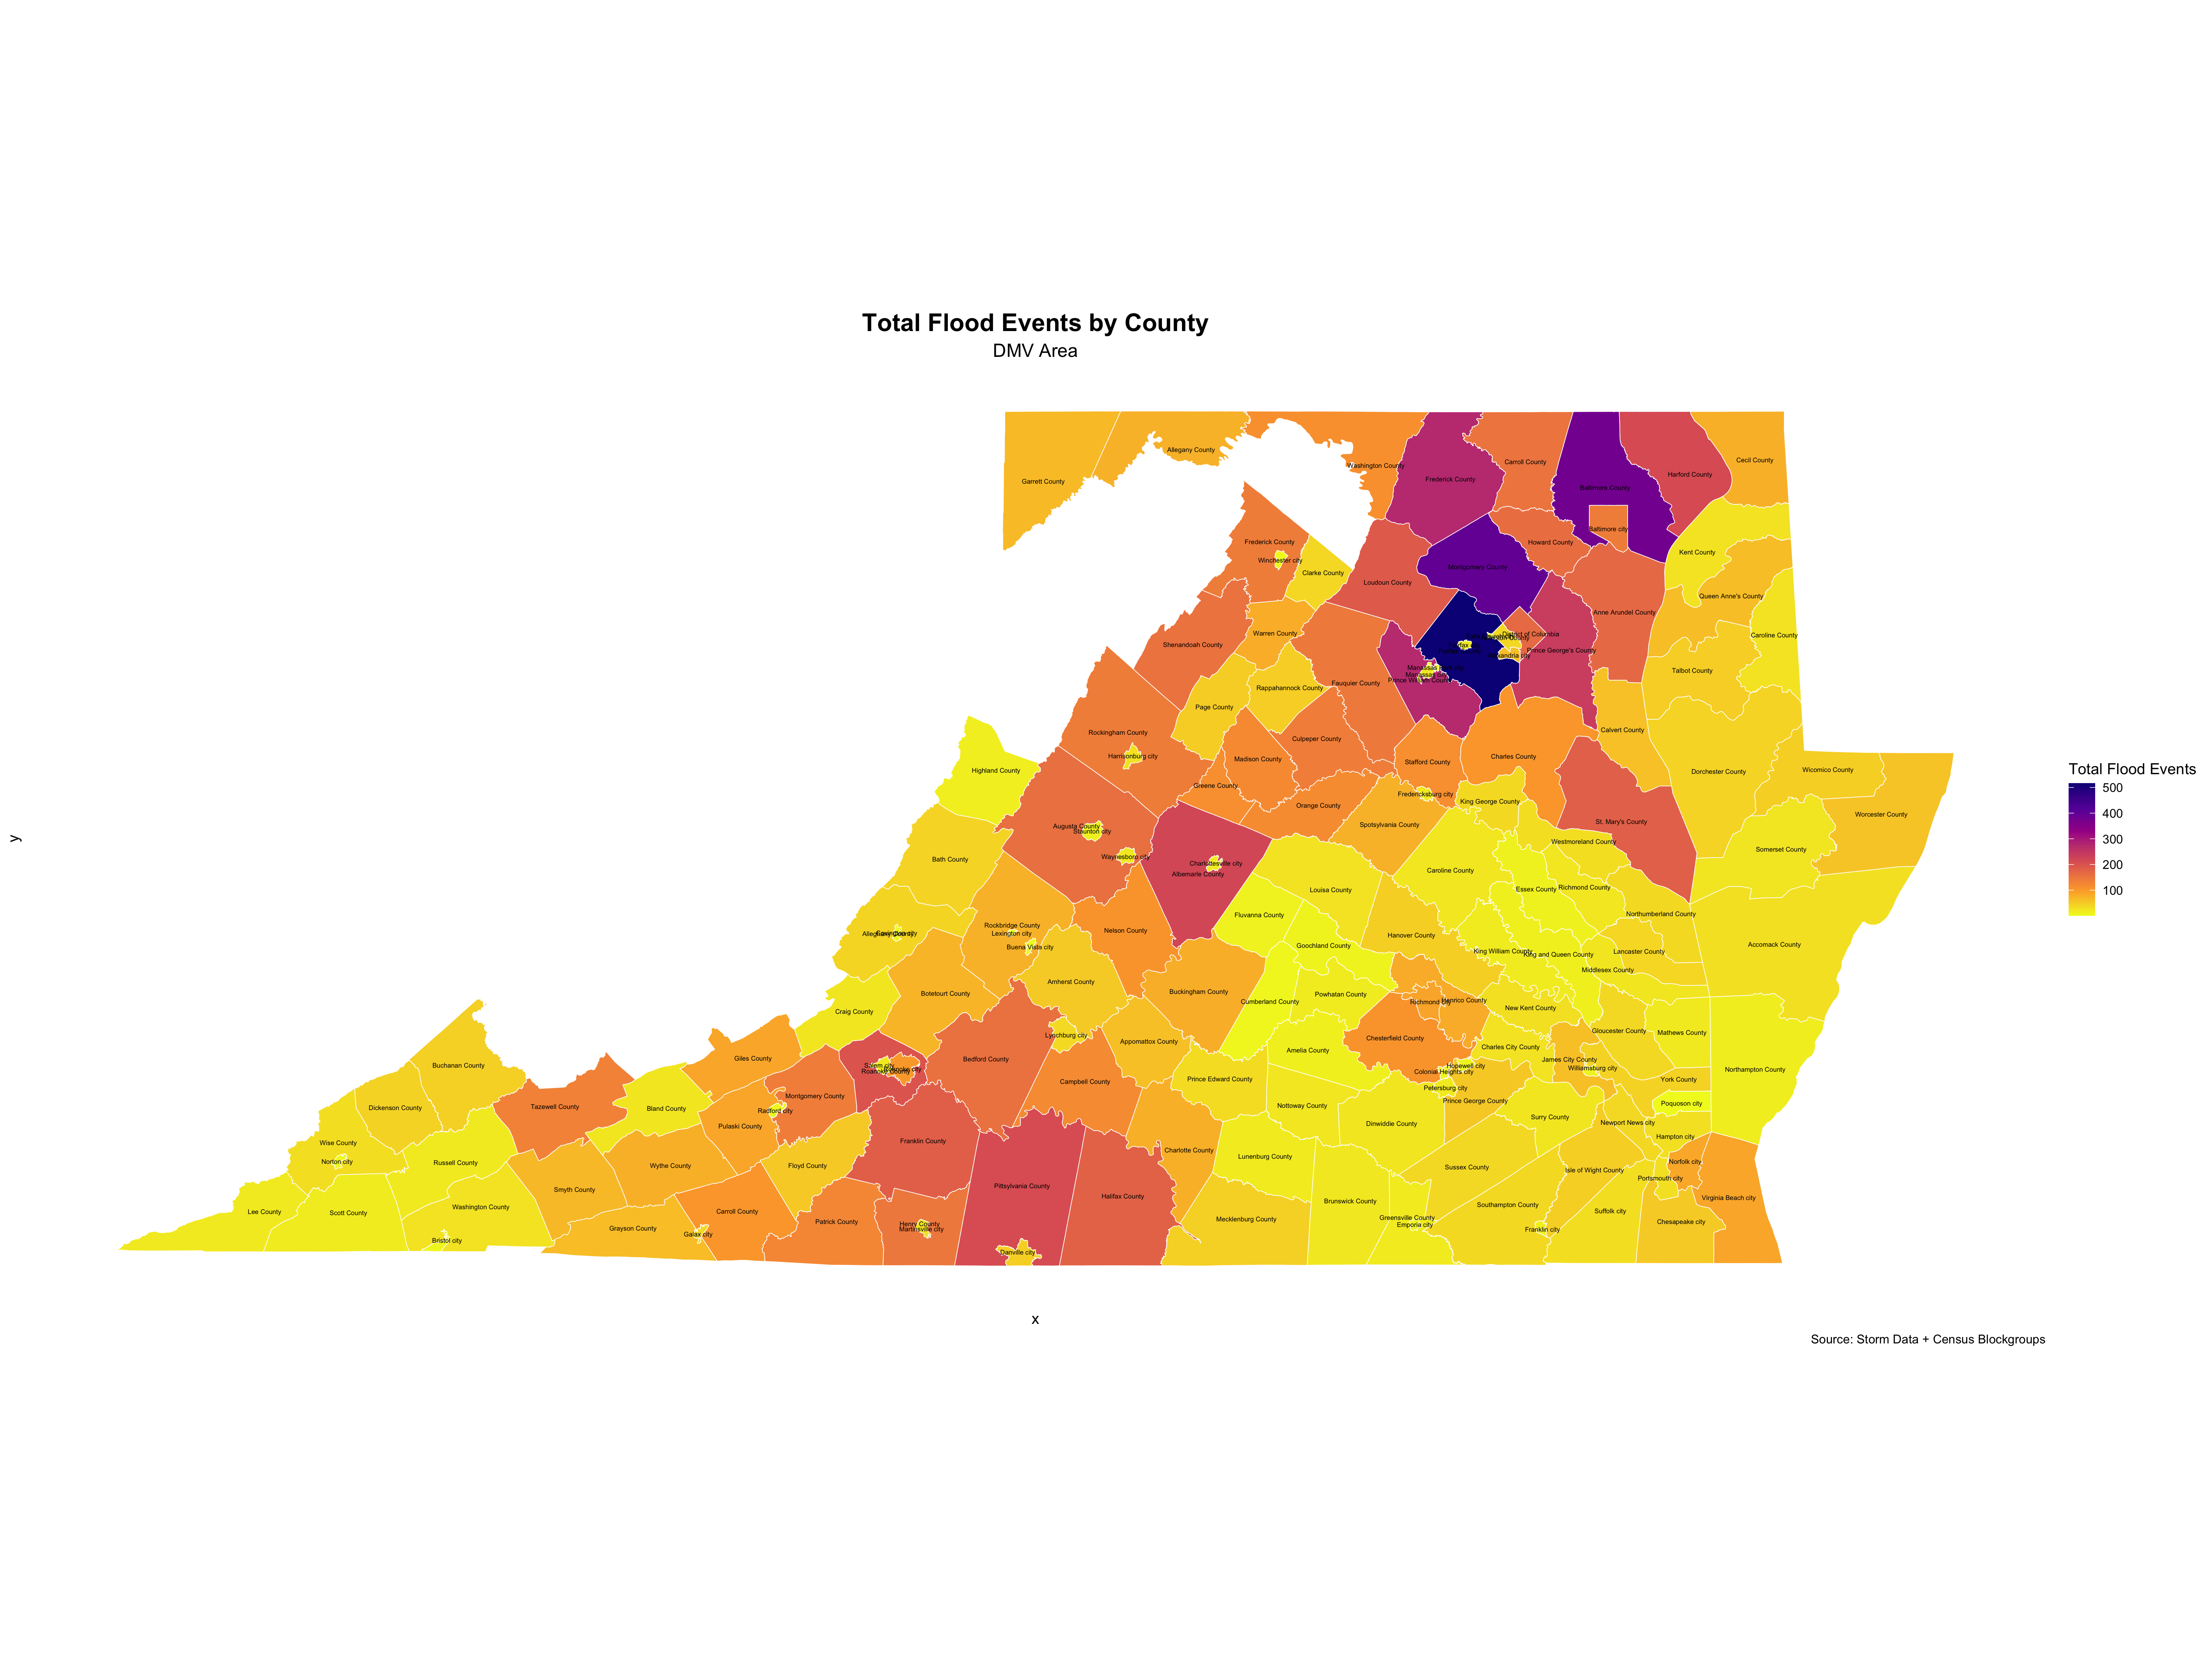 Total Flood Events by County
DMV Area
Garrett County
Allegany County
Washington County
Frederick County
Carroll County
Baltimore County
Harford County
Cecil County
Baltimore city
Frederick County
Winchester city
Clarke County
Loudoun County
Montgomery County
Howard County
Kent County
Anne Arundel County
Queen Anne's County
Caroline County
Shenandoah County
Warren County
District of Columbia
Prince George's County
Talbot County
Rappahannock County
Fauquier County
Prince William County
Page County
Rockingham County
Harrisonburg city
Culpeper County
Madison County
Stafford County
Charles County
Calvert County
Dorchester County
Wicomico County
Worcester County
Highland County
Greene County
Orange County
Fredericksburg city
King George County
Spotsylvania County
St. Mary's County
Augusta County
Staunton city
Waynesboro city
Charlottesville city
Albemarle County
Westmoreland County
Somerset County
Bath County
Louisa County
Caroline County
Essex County
Richmond County
Northumberland County
Fluvanna County
Rockbridge County
Lexington city
Nelson County
Buena Vista city
Goochland County
Hanover County
King William County
King and Queen County
Lancaster County
Middlesex County
Accomack County
Amherst County
Botetourt County
Buckingham County
Cumberland County
Powhatan County
Richmond city
Henrico County
New Kent County
Craig County
Gloucester County
Mathews County
Lynchburg city
Appomattox County
Chesterfield County
Amelia County
Charles City County
James City County
Williamsburg city
Northampton County
Buchanan County
Giles County
Salem city
Roanoke County
Bedford County
Campbell County
Prince Edward County
Hopewell city
Colonial Heights city
Petersburg city
York County
Dickenson County
Tazewell County
Bland County
Montgomery County
Radford city
Pulaski County
Nottoway County
Prince George County
Poquoson city
Dinwiddie County
Surry County
Newport News city
Hampton city
Wise County
Norton city
Russell County
Wythe County
Floyd County
Franklin County
Charlotte County
Lunenburg County
Sussex County
Isle of Wight County
Norfolk city
Portsmouth city
Virginia Beach city
Smyth County
Pittsylvania County
Halifax County
Brunswick County
Southampton County
Suffolk city
Lee County
Scott County
Washington County
Bristol city
Grayson County
Galax city
Carroll County
Patrick County
Henry County
Martinsville city
Danville city
Mecklenburg County
Greensville County
Emporia city
Franklin city
Chesapeake city
Total Flood Events
500
400
300
200
100
y
x
Source: Storm Data + Census Blockgroups